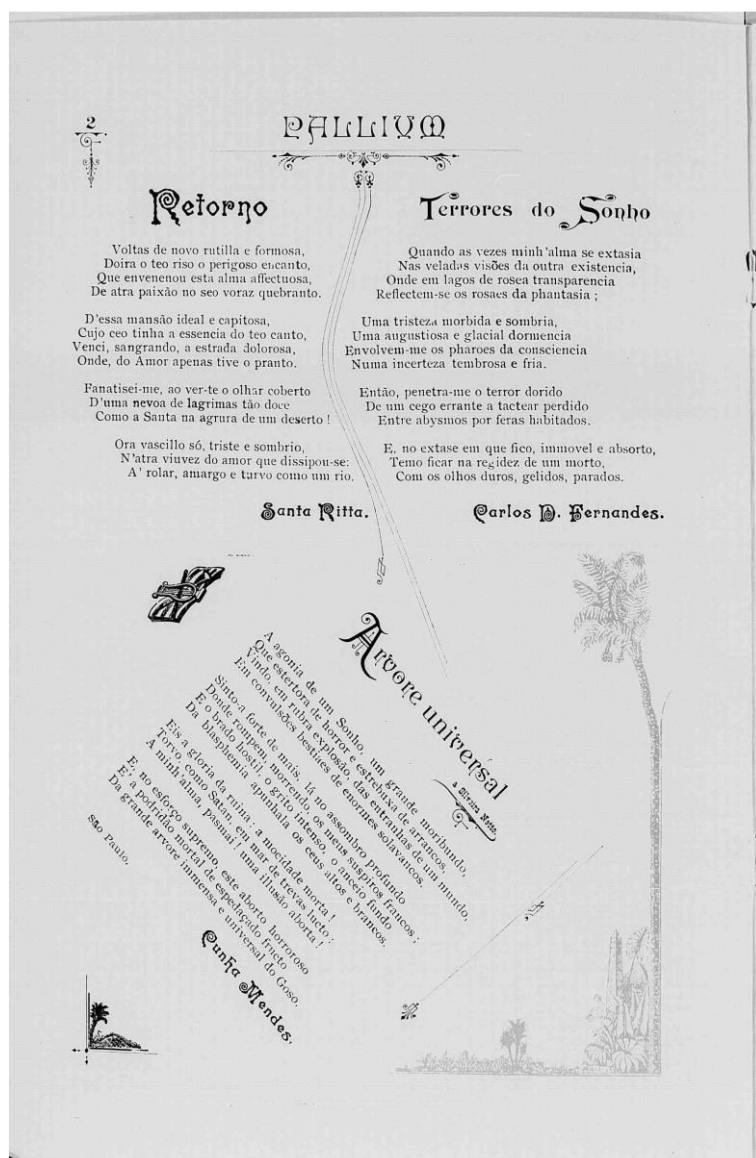 2
PALLIUM
Retorno
Voltas de novo rutilla e formosa,
Doira o teo riso o perigoso encanto,
Que envenenou esta alma affectuosa,
De atra paixão no seo voraz quebranto.
D'essa mansão ideal e capitosa,
Cujo ceo tinha a essencia do teo canto,
Venci, sangrando, a estrada dolorosa,
Onde, do Amor apenas tive o pranto.
Fanatisei-me, ao ver-te o olhar coberto
D'uma nevoa de lagrimas tão doce
Como a Santa na agrura de um deserto !
Ora vascillo só, triste e sombrio,
N'atra viuvez do amor que dissipou-se:
A' rolar, amargo e turvo como um rio.
Santa Ritta.
Terrores do Sonho
Quando as vezes minh'alma se extasia
Nas veladas visões da outra existencia,
Onde em lagos de rosea transparencia
Reflectem-se os rosaes da phantasia ;
Uma tristeza morbida e sombria,
Uma augustiosa e glacial dormencia
Envolvem-me os pharoes da consciencia
Numa incerteza tembrosa e fria.
Então, penetra-me o terror dorido
De um cego errante a tactear perdido
Entre abysmos por feras habitados.
E, no extase em que fico, immovel e absorto,
Temo ficar na regidez de um morto,
Com os olhos duros, gelidos, parados.
Carlos D. Fernandes.
Arvore universal
A agonia de um Sonho, um grande moribundo,
Que estertora de horror e estrebuxa de arrancos,
Vindo, em rubra explosão, das entranhas de um mundo,
Em convulsões bestiaes de enormes solavancos.
Sinto-a forte de mais, lá no assombro profundo
Donde rompem, morrendo, os meus suspiros francos ;
E o brado hostil, o grito intenso, o anceio fundo
Da blasphemia apunhala os ceus altos e brancos.
Eis a gloria da ruina : a mocidade morta !
Torvo, como Satan, em mar de trevas lucto ;
A minh'alma, pasmai ! uma illusão aborta !
E, no esforço supremo, este aborto horroroso
E', a podridão mortal de espedaçado fructo
Da grande arvore immensa e universal do Goso.
São Paulo.
Cunha Mendes.